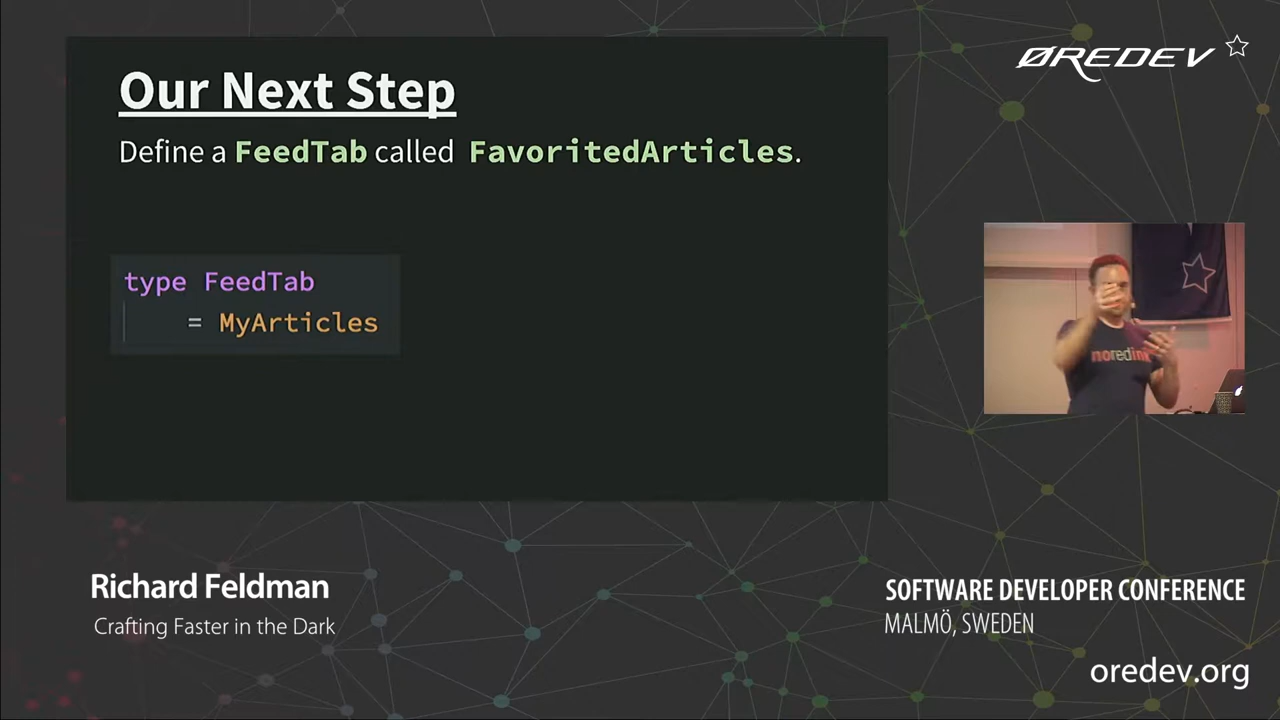 Our Next Step
Define a FeedTab called FavoritedArticles.
type FeedTab
= MyArticles
ØREDEV
noredink
Richard Feldman
Crafting Faster in the Dark
SOFTWARE DEVELOPER CONFERENCE
MALMÖ, SWEDEN
oredev.org